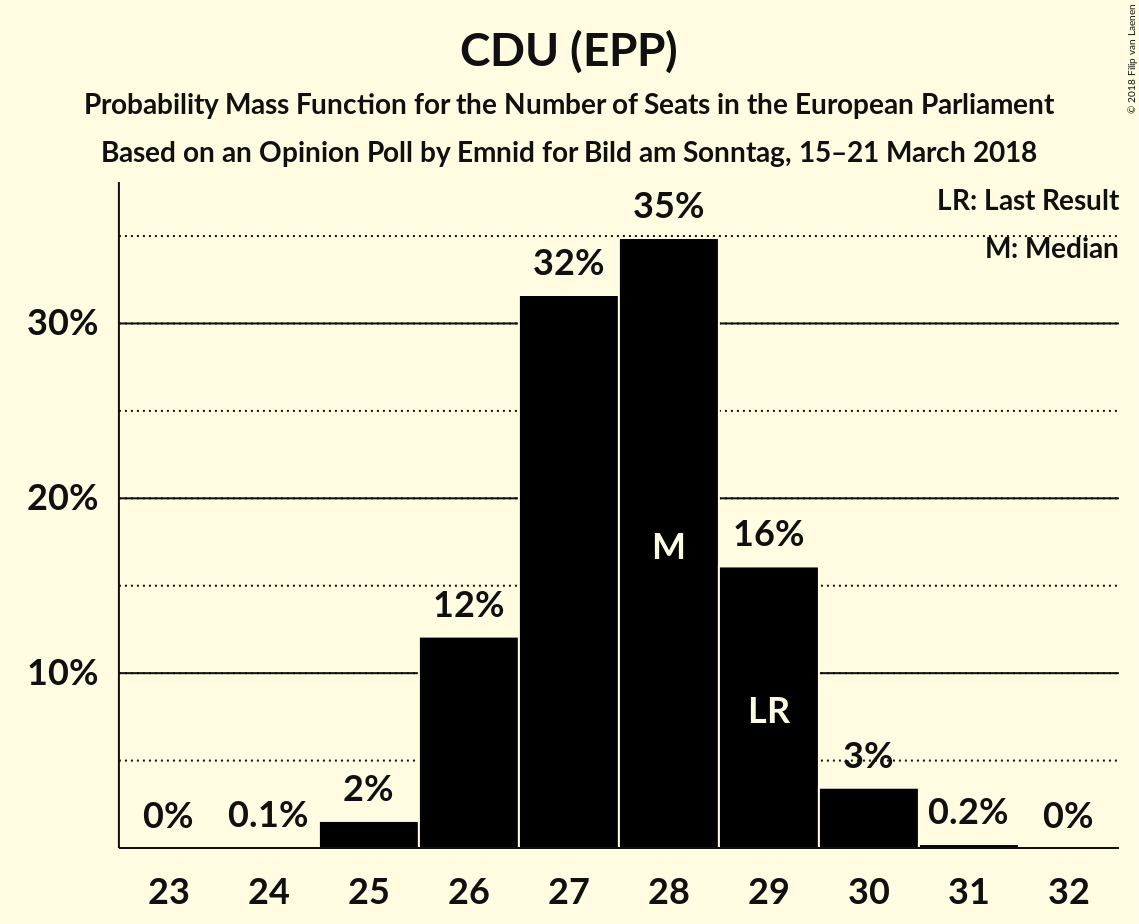 CDU (EPP)
Probability Mass Function for the Number of Seats in the European Parliament
Based on an Opinion Poll by Emnid for Bild am Sonntag, 15–21 March 2018
© 2018 Filip van Laenen
LR: Last Result
M: Median
35%
32%
30%
M
16%
20%
12%
LR
10%
3%
2%
0%
0.1%
0.2%
0%
23 24 25 26 27 28 29 30 31 32